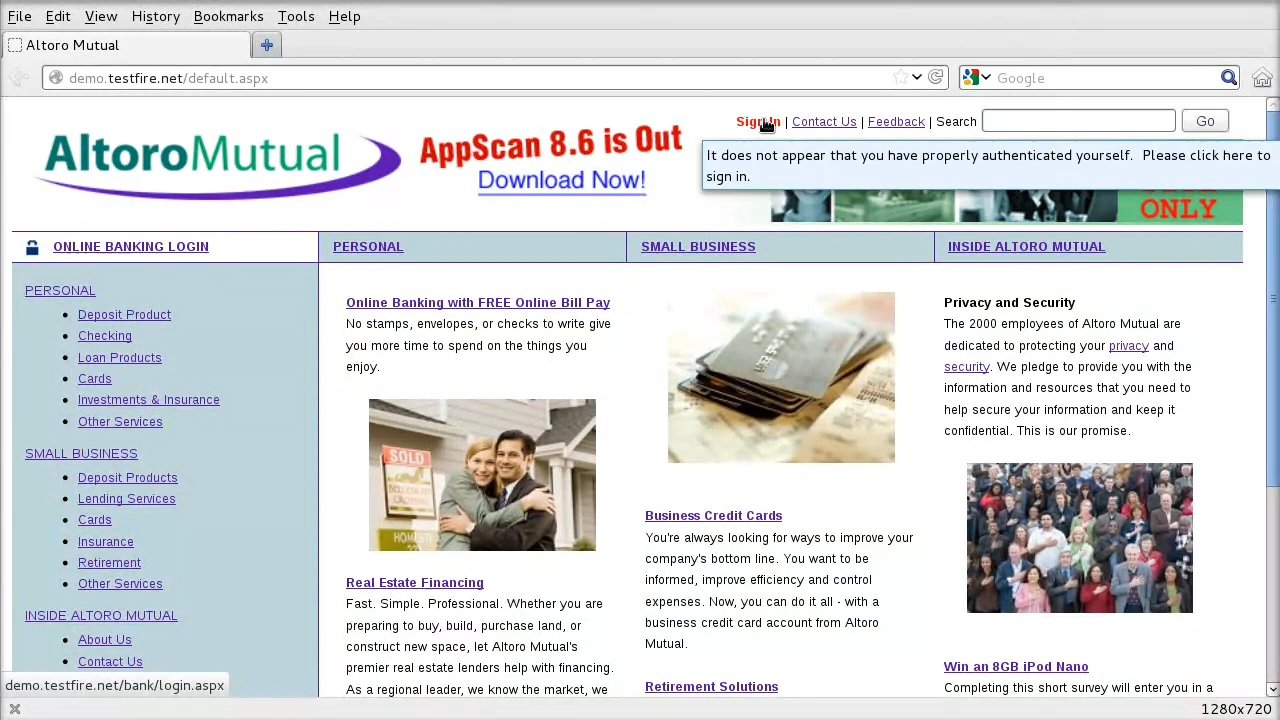 File Edit View History Bookmarks Tools Help
Altoro Mutual
demo.testfire.net/default.aspx
Google
Sign In | Contact Us | Feedback | Search
Go
It does not appear that you have properly authenticated yourself. Please click here to
sign in.
AltoroMutual
AppScan 8.6 is Out
Download Now!
ONLY
ONLINE BANKING LOGIN
PERSONAL
SMALL BUSINESS
INSIDE ALTORO MUTUAL
PERSONAL
Deposit Product
Checking
Loan Products
Cards
Investments & Insurance
Other Services
SMALL BUSINESS
Deposit Products
Lending Services
Cards
Insurance
Retirement
Other Services
INSIDE ALTORO MUTUAL
About Us
Contact Us
Online Banking with FREE Online Bill Pay
No stamps, envelopes, or checks to write give
you more time to spend on the things you
enjoy.
SOLD
Real Estate Financing
Fast. Simple. Professional. Whether you are
preparing to buy, build, purchase land, or
construct new space, let Altoro Mutual's
premier real estate lenders help with financing.
As a regional leader, we know the market, we
Business Credit Cards
You're always looking for ways to improve your
company's bottom line. You want to be
informed, improve efficiency and control
expenses. Now, you can do it all - with a
business credit card account from Altoro
Mutual.
Retirement Solutions
Privacy and Security
The 2000 employees of Altoro Mutual are
dedicated to protecting your privacy and
security. We pledge to provide you with the
information and resources that you need to
help secure your information and keep it
confidential. This is our promise.
Win an 8GB iPod Nano
Completing this short survey will enter you in a
demo.testfire.net/bank/login.aspx
1280x720